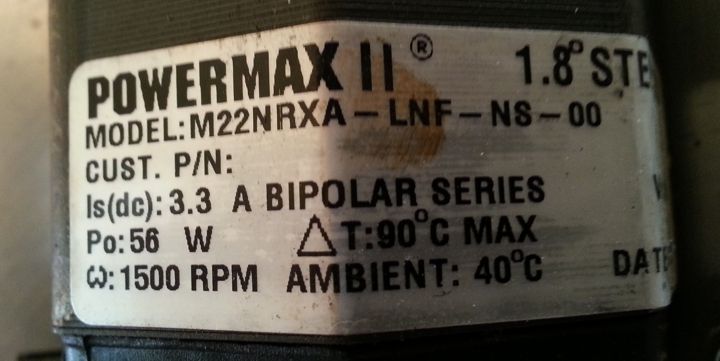 POWERMAX II® 1.8° STE
MODEL: M22NRXA-LNF-NS-00
CUST. P/N:
Is(dc): 3.3 A BIPOLAR SERIES
Po: 56 W △T: 90°C MAX
ω: 1500 RPM AMBIENT: 40°C DATE